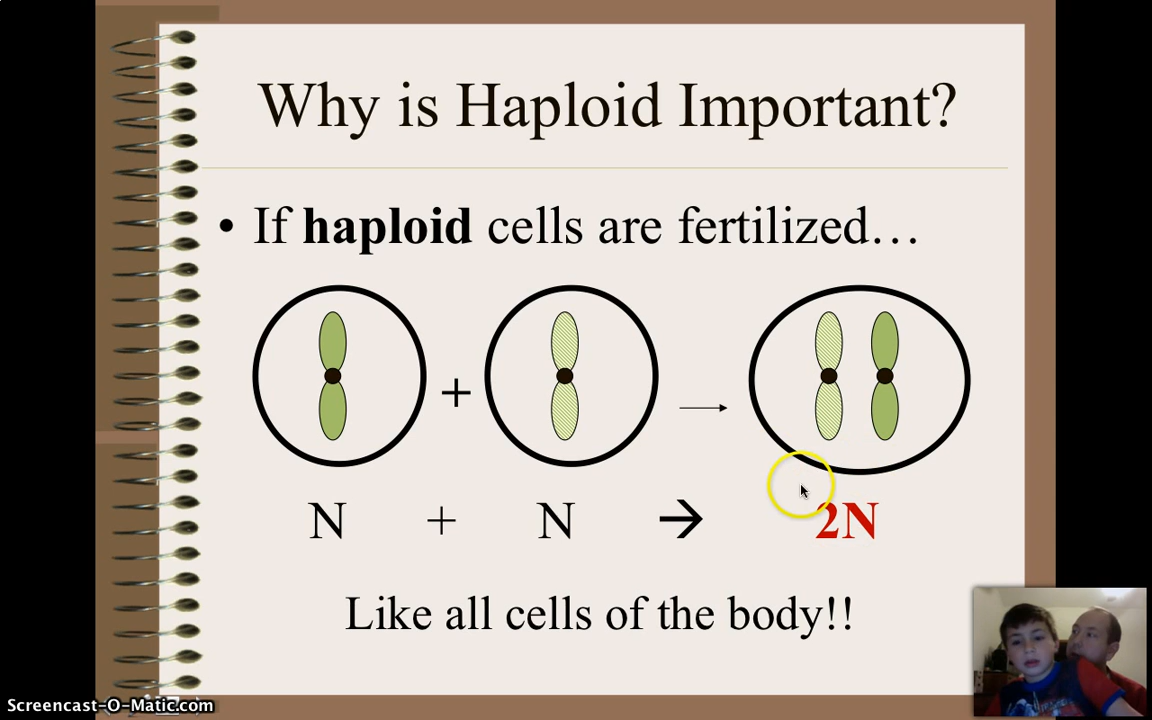 Why is Haploid Important?
• If haploid cells are fertilized…
+
N + N → 2N
Like all cells of the body!!
Screencast-O-Matic.com